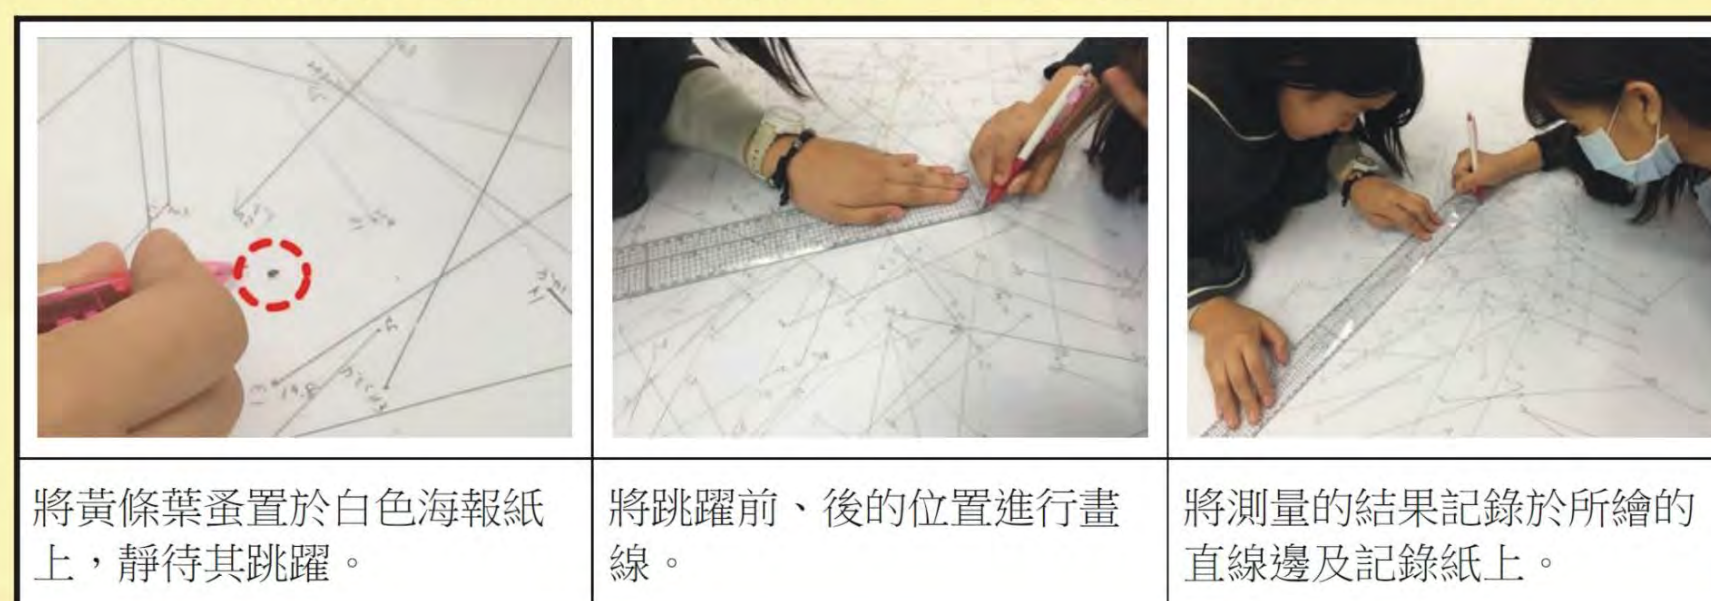 將黃條葉蚤置於白色海報紙
上，靜待其跳躍。
將跳躍前、後的位置進行畫
線。
將測量的結果記錄於所繪的
直線邊及記錄紙上。